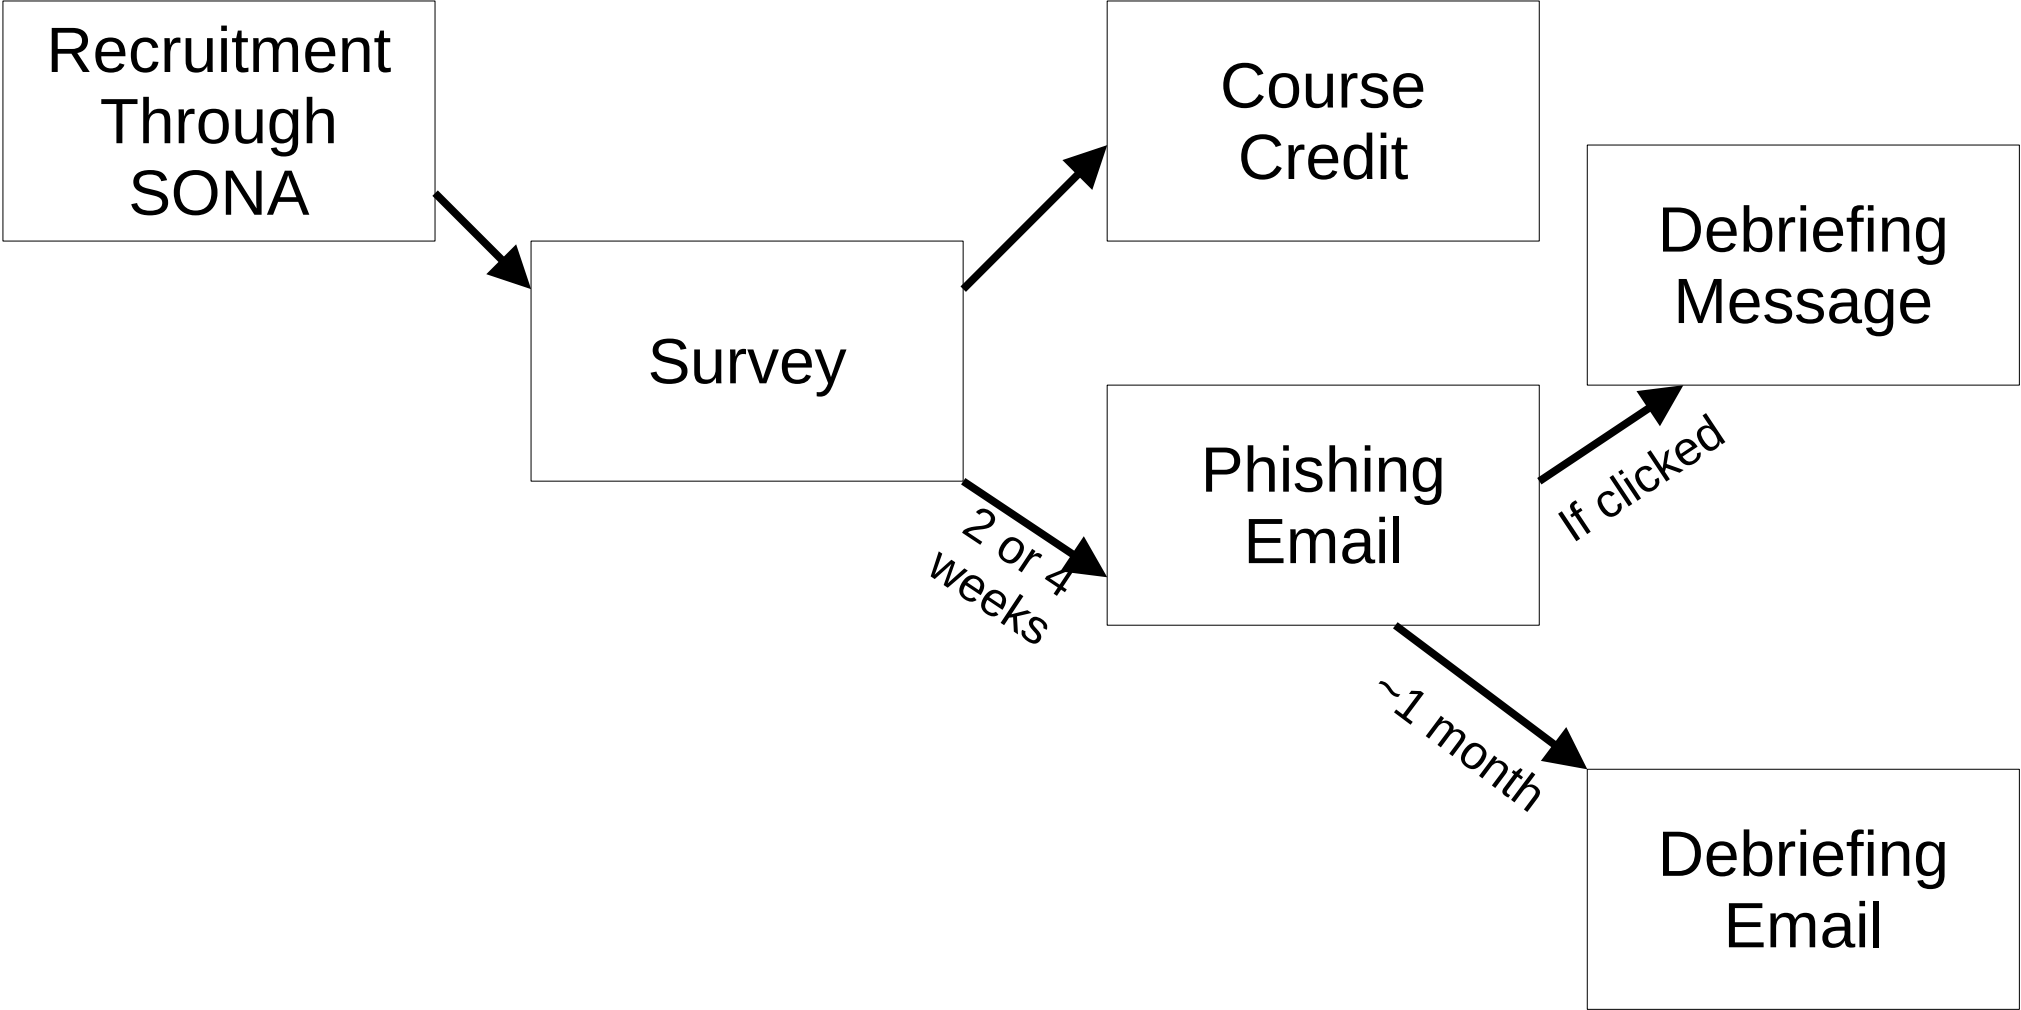 Recruitment
Through
SONA
Survey
Course
Credit
2 or 4
weeks
Phishing
Email
If clicked
Debriefing
Message
~1 month
Debriefing
Email